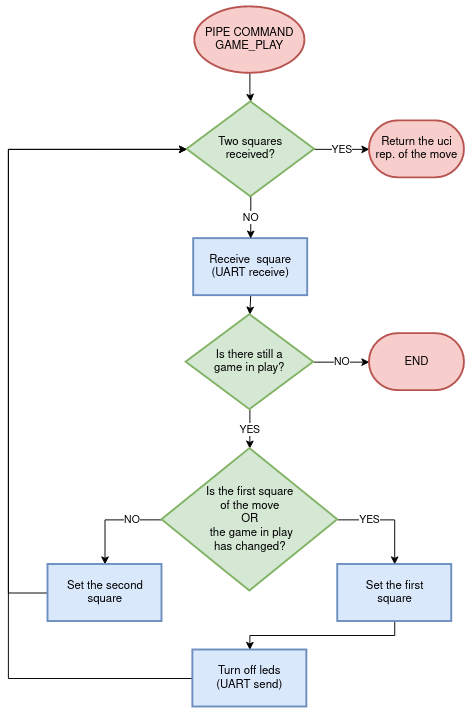 PIPE COMMAND
GAME_PLAY
Two squares
received?
YES
Return the uci
rep. of the move
NO
Receive square
(UART receive)
Is there still a
game in play?
NO
END
YES
Is the first square
of the move
OR
the game in play
has changed?
NO
YES
Set the second
square
Set the first
square
Turn off leds
(UART send)